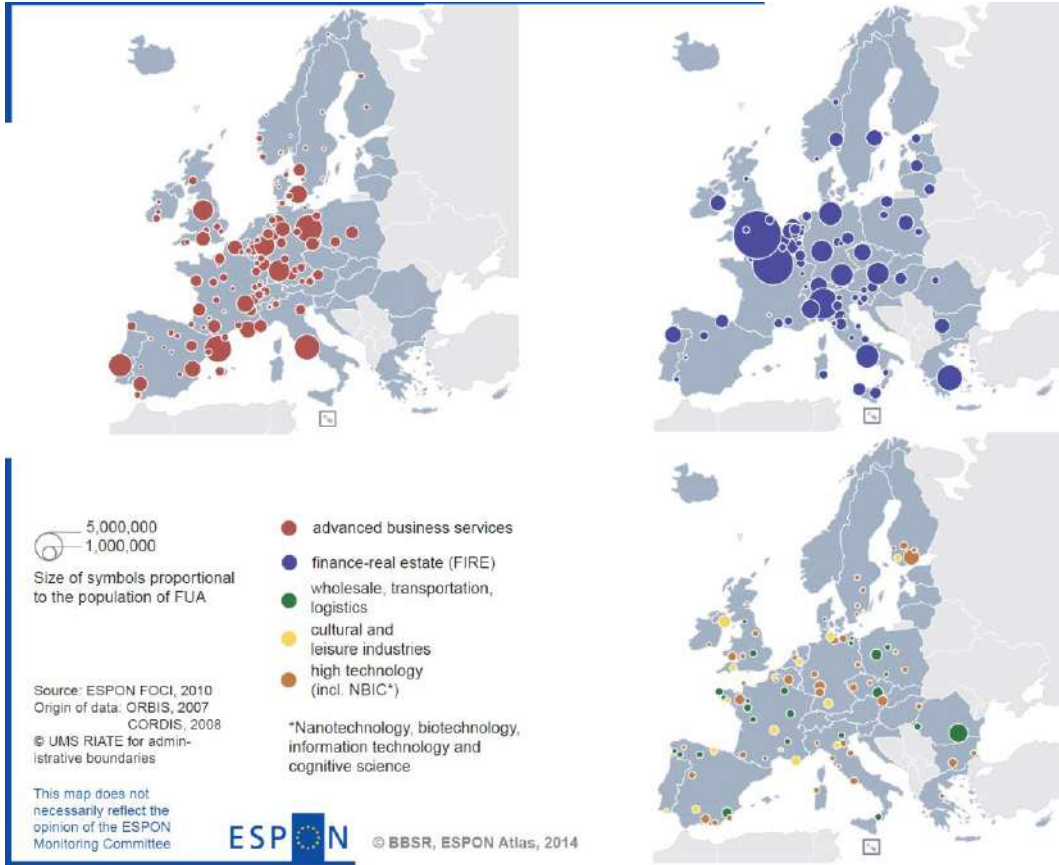 5,000,000
1,000,000
Size of symbols proportional
to the population of FUA
advanced business services
finance-real estate (FIRE)
wholesale, transportation,
logistics
cultural and
leisure industries
high technology
(incl. NBIC*)
Source: ESPON FOCI, 2010
Origin of data: ORBIS, 2007
CORDIS, 2008
© UMS RIATE for admin-
istrative boundaries
*Nanotechnology, biotechnology,
information technology and
cognitive science
This map does not
necessarily reflect the
opinion of the ESPON
Monitoring Committee
ESPON
© BBSR, ESPON Atlas, 2014